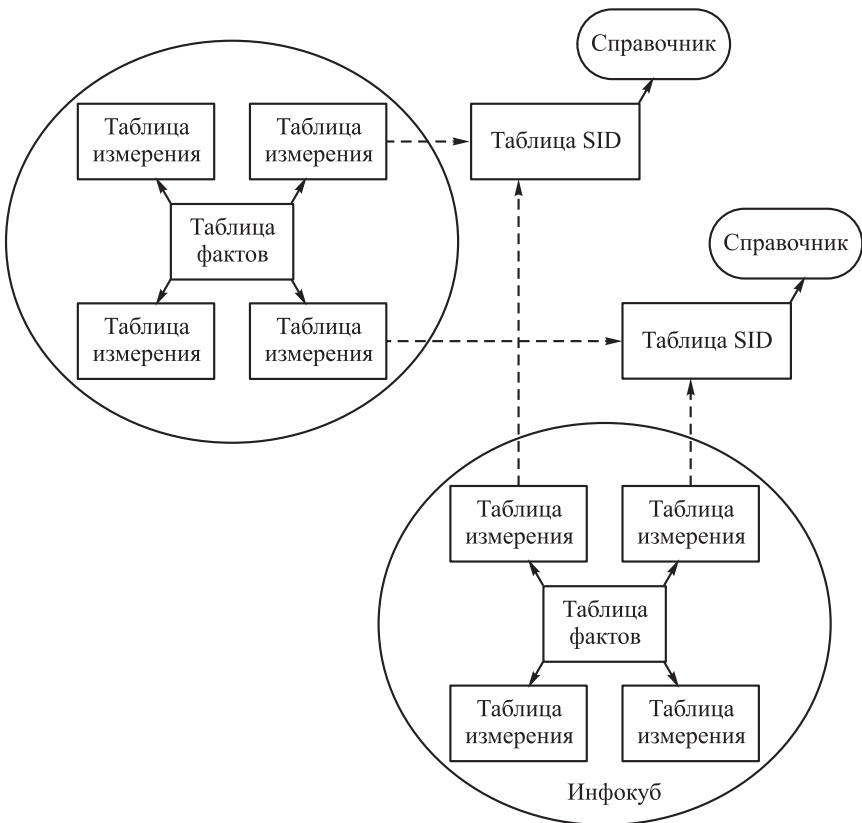 Справочник
Таблица
измерения
Таблица
измерения
Таблица SID
Таблица
фактов
Справочник
Таблица
измерения
Таблица
измерения
Таблица SID
Таблица
измерения
Таблица
измерения
Таблица
фактов
Таблица
измерения
Таблица
измерения
Инфокуб